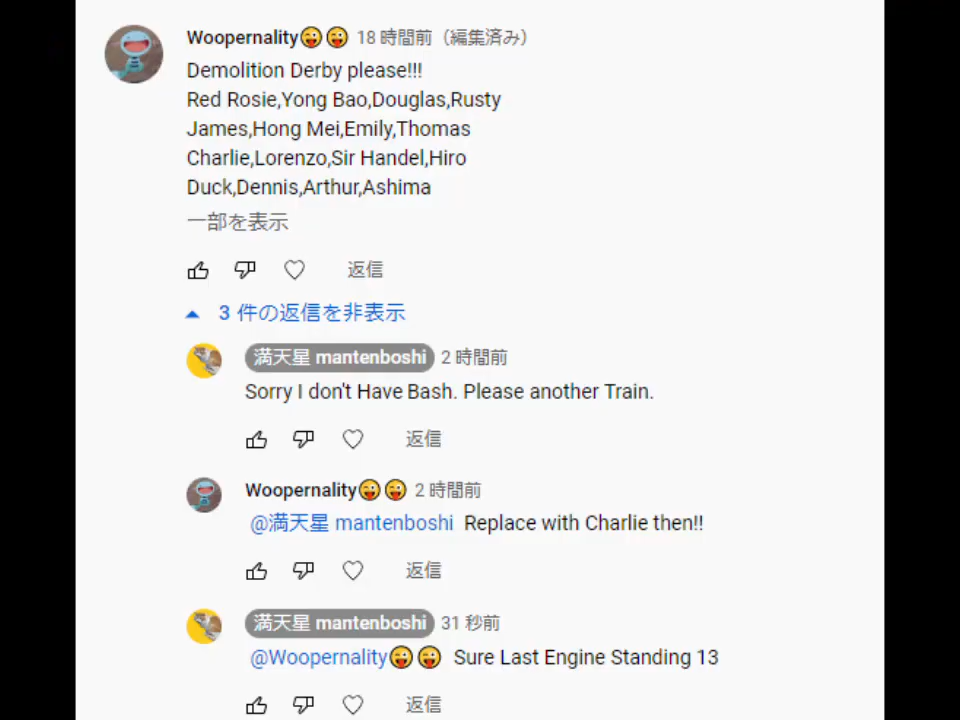 Woopernality😜😜 18 時間前（編集済み）
Demolition Derby please!!!
Red Rosie,Yong Bao,Douglas,Rusty
James,Hong Mei,Emily,Thomas
Charlie,Lorenzo,Sir Handel,Hiro
Duck,Dennis,Arthur,Ashima
一部を表示
返信
3 件の返信を非表示
満天星 mantenboshi 2 時間前
Sorry I don't Have Bash. Please another Train.
返信
Woopernality😜😜 2 時間前
@満天星 mantenboshi Replace with Charlie then!!
返信
満天星 mantenboshi 31 秒前
@Woopernality😜😜 Sure Last Engine Standing 13
返信